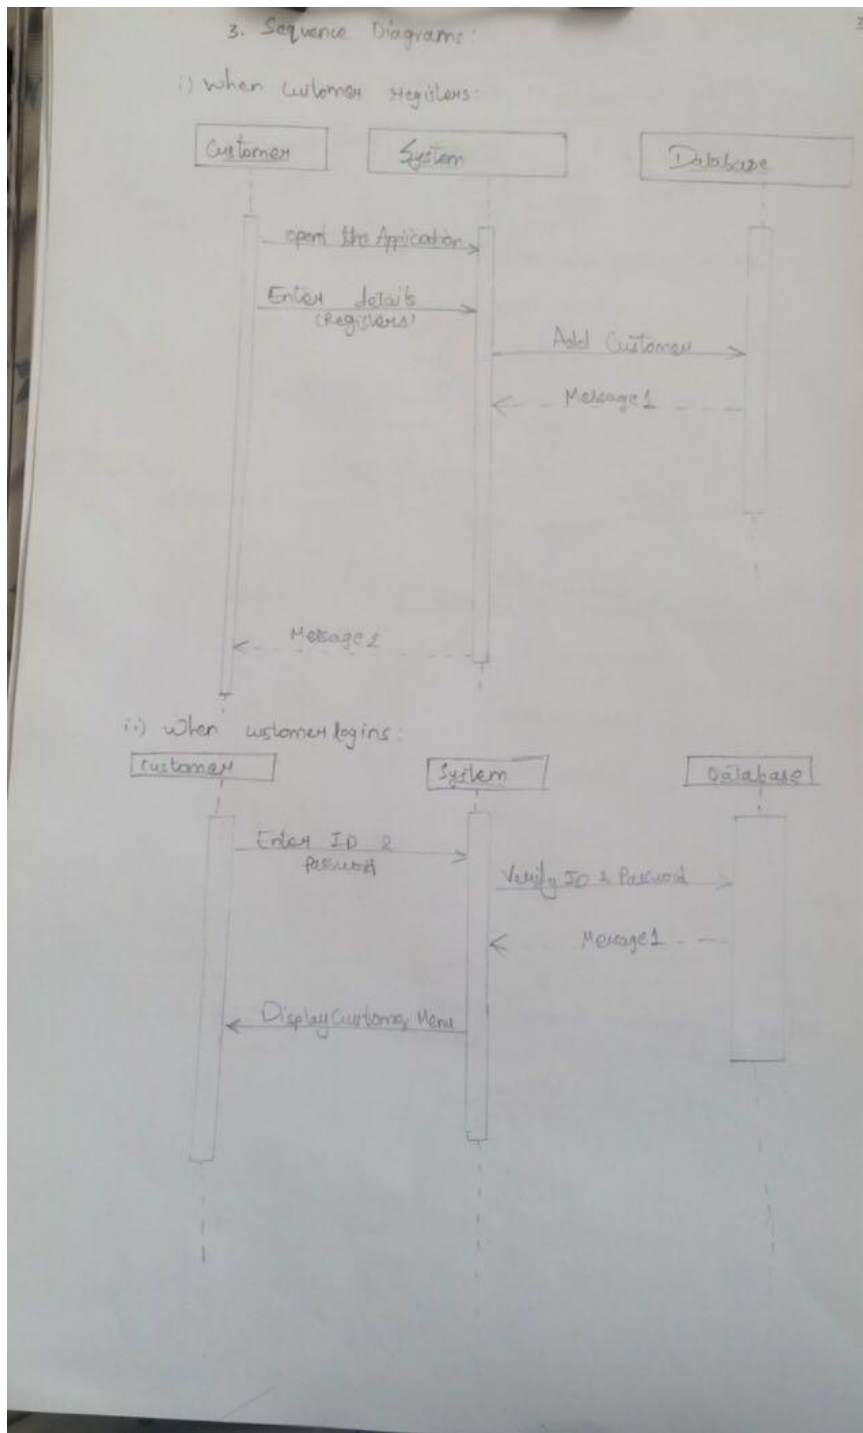 3. Sequence Diagrams:
3
i) When customer registers:
Customer System Database
open the Application
Enter details
(Registers)
Add Customer
Message 1
Message 2
ii) When customer logins:
Customer System Database
Enter ID &
Password
Verify ID & Password
Message 1
Display Customer Menu